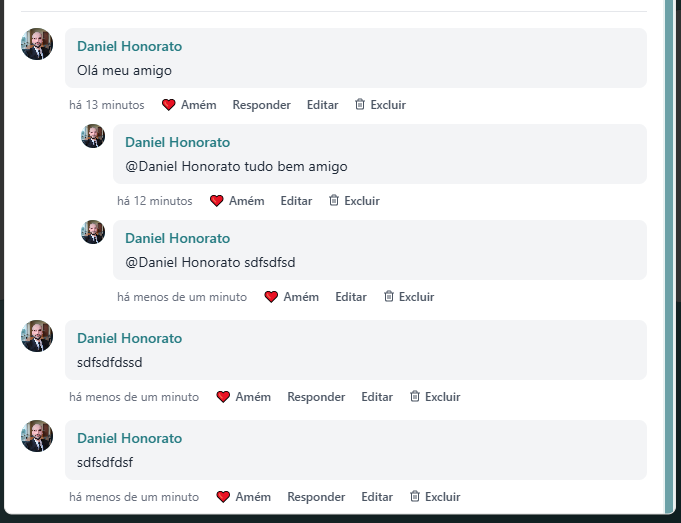 Daniel Honorato
Olá meu amigo
há 13 minutos Amém Responder Editar Excluir
Daniel Honorato
@Daniel Honorato tudo bem amigo
há 12 minutos Amém Editar Excluir
Daniel Honorato
@Daniel Honorato sdfsdfsd
há menos de um minuto Amém Editar Excluir
Daniel Honorato
sdfsdfdssd
há menos de um minuto Amém Responder Editar Excluir
Daniel Honorato
sdfsdfdsf
há menos de um minuto Amém Responder Editar Excluir